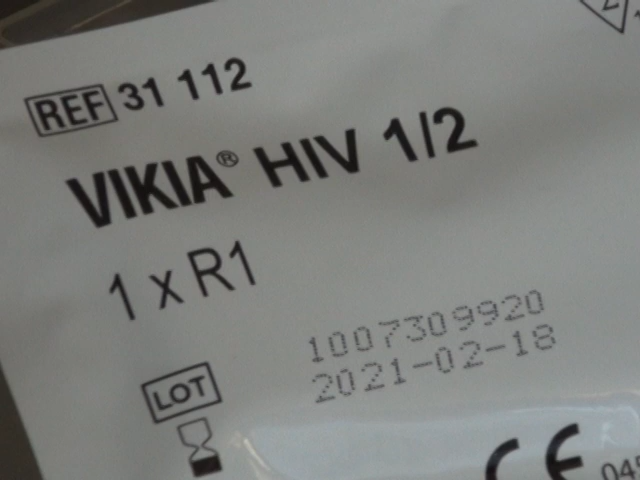 REF 31 112
VIKIA® HIV 1/2
1 x R1
1007309920
LOT
2021-02-18
CE